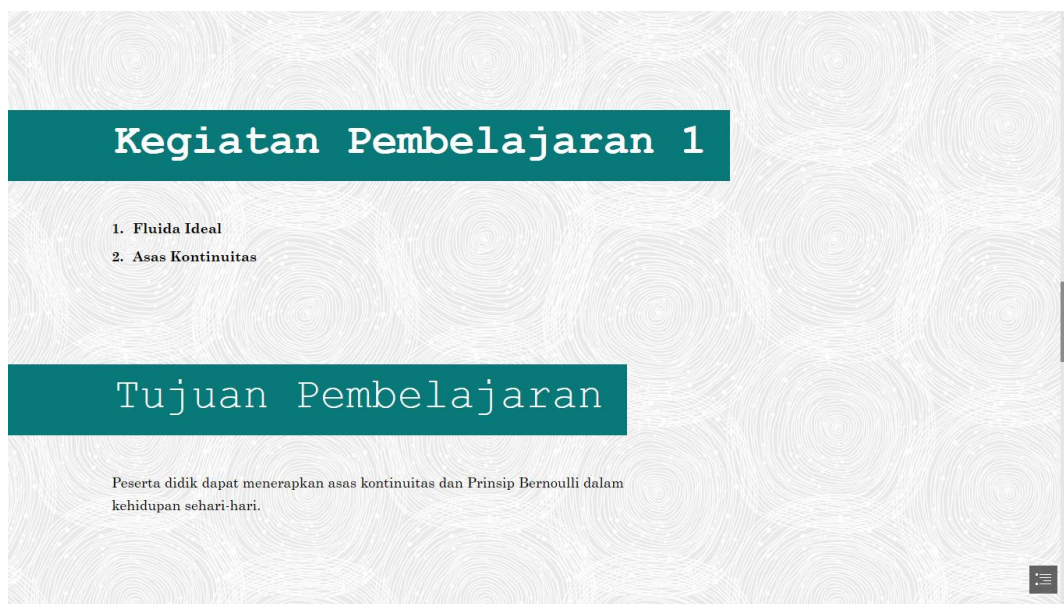 Kegiatan Pembelajaran 1
1. Fluida Ideal
2. Asas Kontinuitas
Tujuan Pembelajaran
Peserta didik dapat menerapkan asas kontinuitas dan Prinsip Bernoulli dalam
kehidupan sehari-hari.